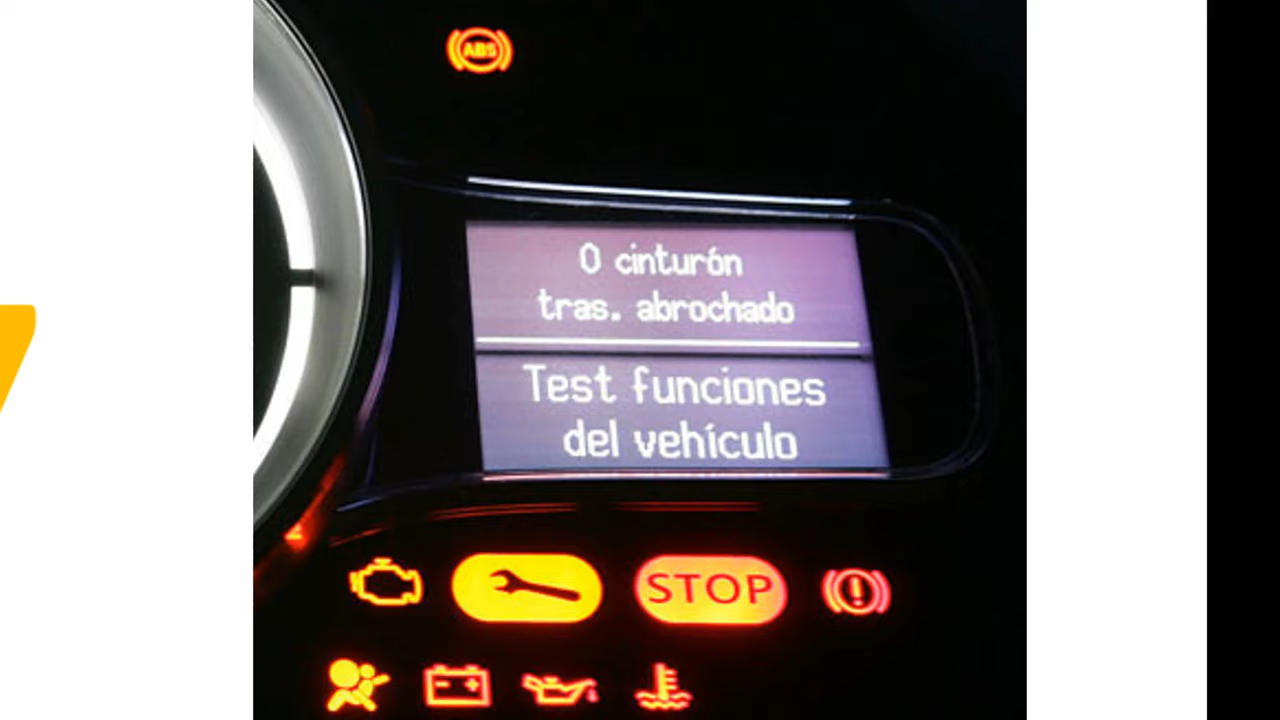 ABS
0 cinturón
tras. abrochado
Test funciones
del vehículo
STOP